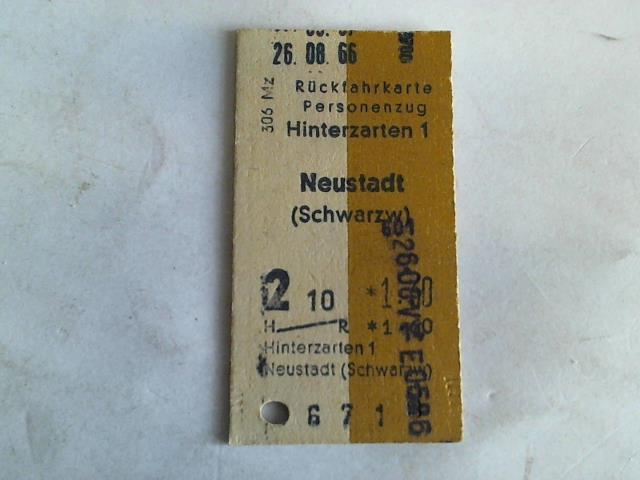 26. 08. 66
306 Mz
Rückfahrkarte
Personenzug
Hinterzarten 1
Neustadt
(Schwarzw)
2 10
H R
Hinterzarten 1
Neustadt (Schwarzw)
6 7 1